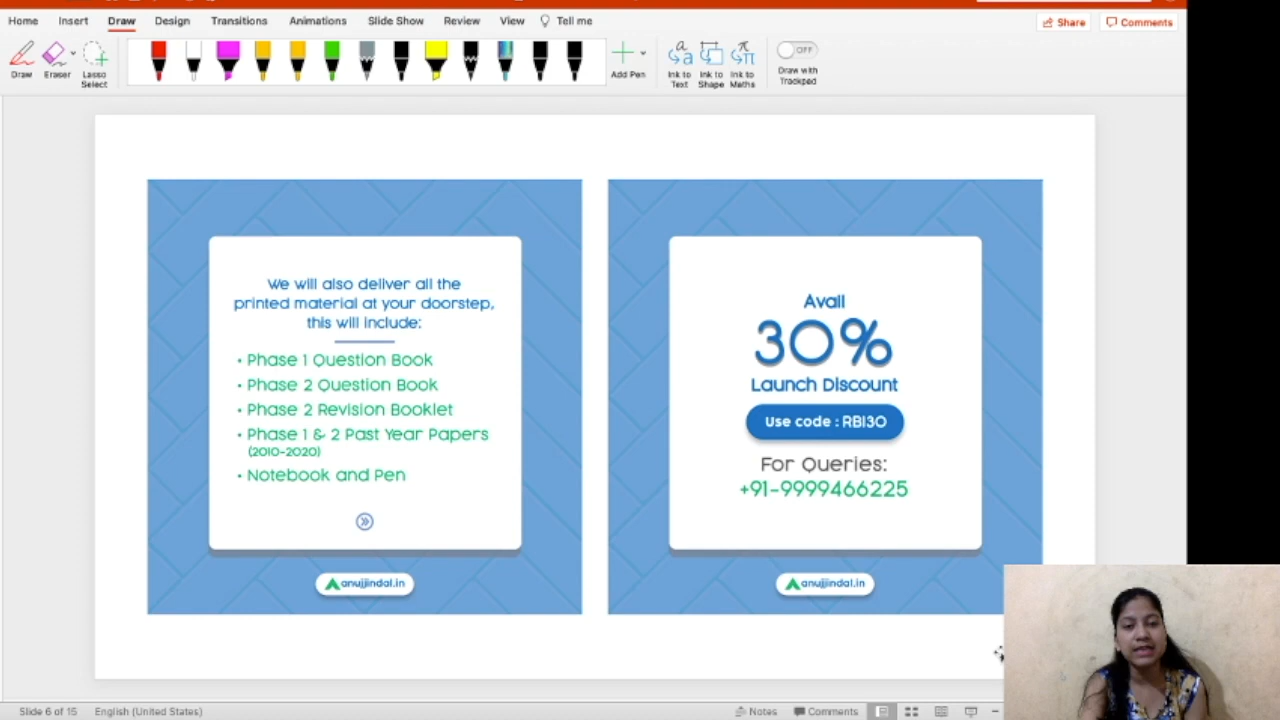 Home Insert Draw Design Transitions Animations Slide Show Review View Tell me Share Comments
Draw Eraser Lasso Select Add Pen Ink to Text Ink to Shape Ink to Maths OFF Draw with Trackpad
We will also deliver all the
printed material at your doorstep,
this will include:
• Phase 1 Question Book
• Phase 2 Question Book
• Phase 2 Revision Booklet
• Phase 1 & 2 Past Year Papers
(2010-2020)
• Notebook and Pen
anujjindal.in
Avail
30%
Launch Discount
Use code : RBI30
For Queries:
+91-9999466225
anujjindal.in
Slide 6 of 15 English (United States) Notes Comments